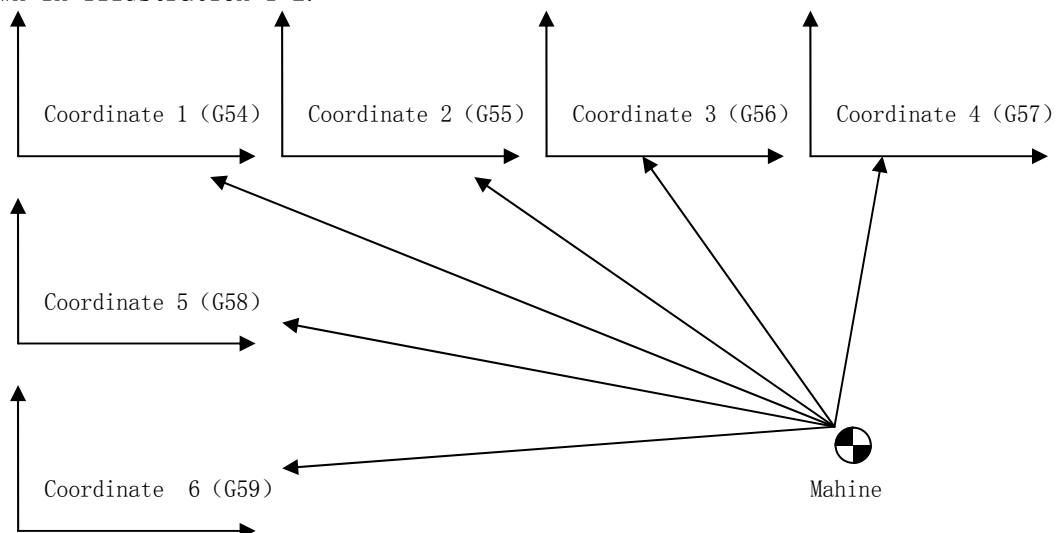 Coordinate 1 (G54) Coordinate 2 (G55) Coordinate 3 (G56) Coordinate 4 (G57)
Coordinate 5 (G58)
Coordinate  6 (G59)
Mahine